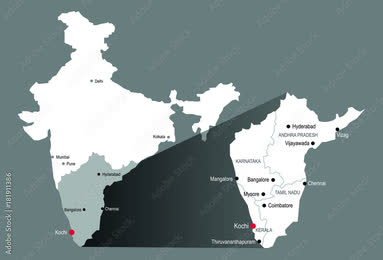 Delhi
Kolkata
Mumbai
Pune
Hyderabad
Bangalore
Chennai
Kochi
Hyderabad
ANDHRA PRADESH
Vizag
Vijayawada
KARNATAKA
Mangalore
Bangalore
Chennai
TAMIL NADU
Mysore
Coimbatore
Kochi
KERALA
Thiruvananthapuram
Adobe Stock | #181911386
Adobe Stock